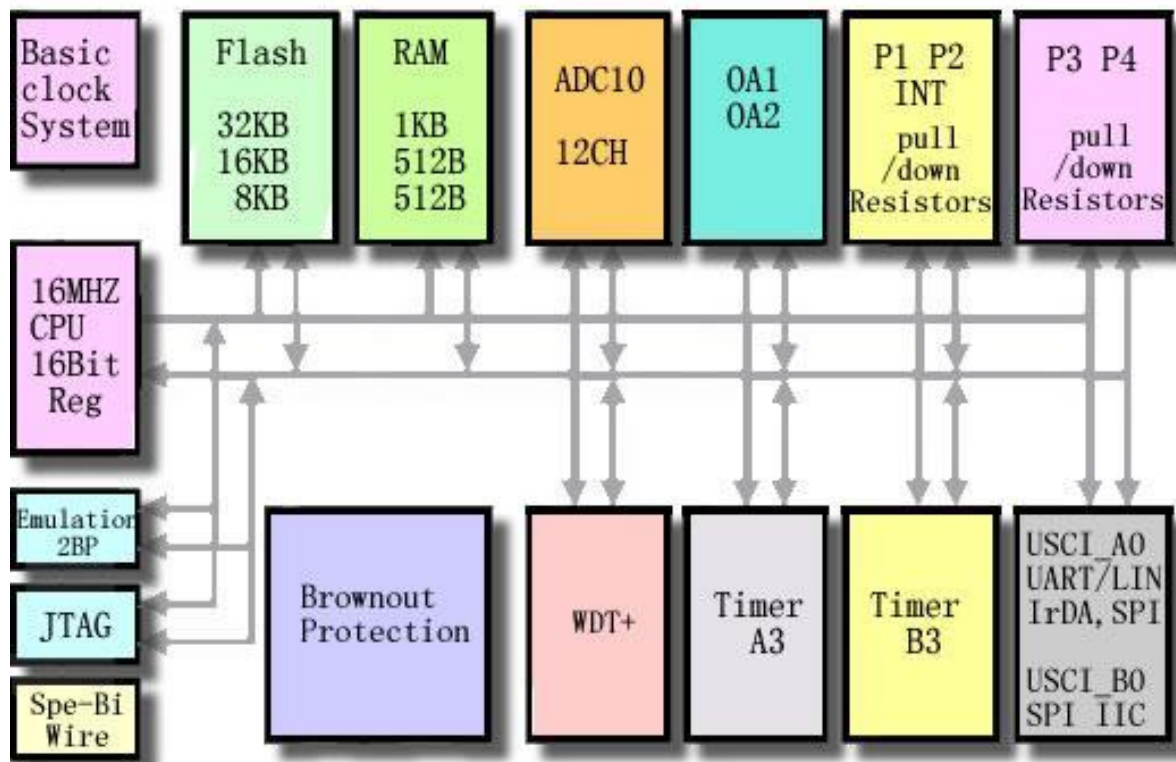 Basic
clock
System
Flash
32KB
16KB
8KB
RAM
1KB
512B
512B
ADC10
12CH
OA1
OA2
P1 P2
INT
pull
/down
Resistors
P3 P4
pull
/down
Resistors
16MHZ
CPU
16Bit
Reg
Emulation
2BP
JTAG
Spe-Bi
Wire
Brownout
Protection
WDT+
Timer
A3
Timer
B3
USCI_A0
UART/LIN
IrDA, SPI
USCI_B0
SPI IIC